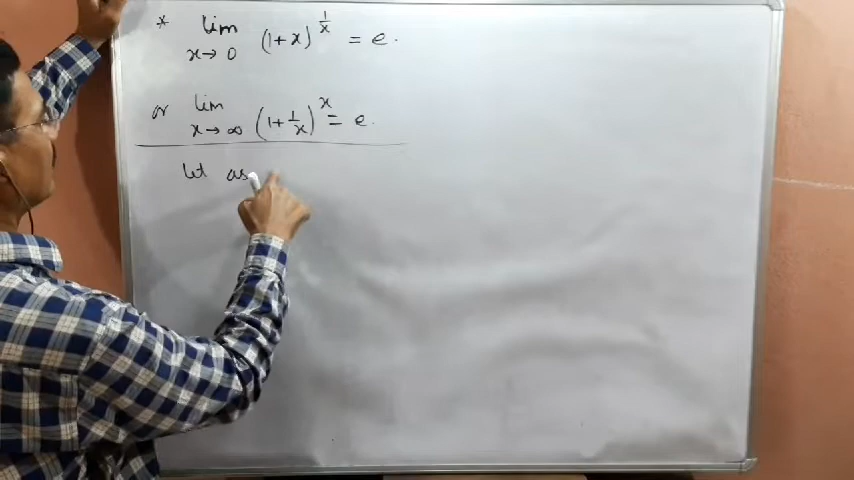 * lim x→0 (1+x)^(1/x) = e.
or lim x→∞ (1+1/x)^x = e.
let as